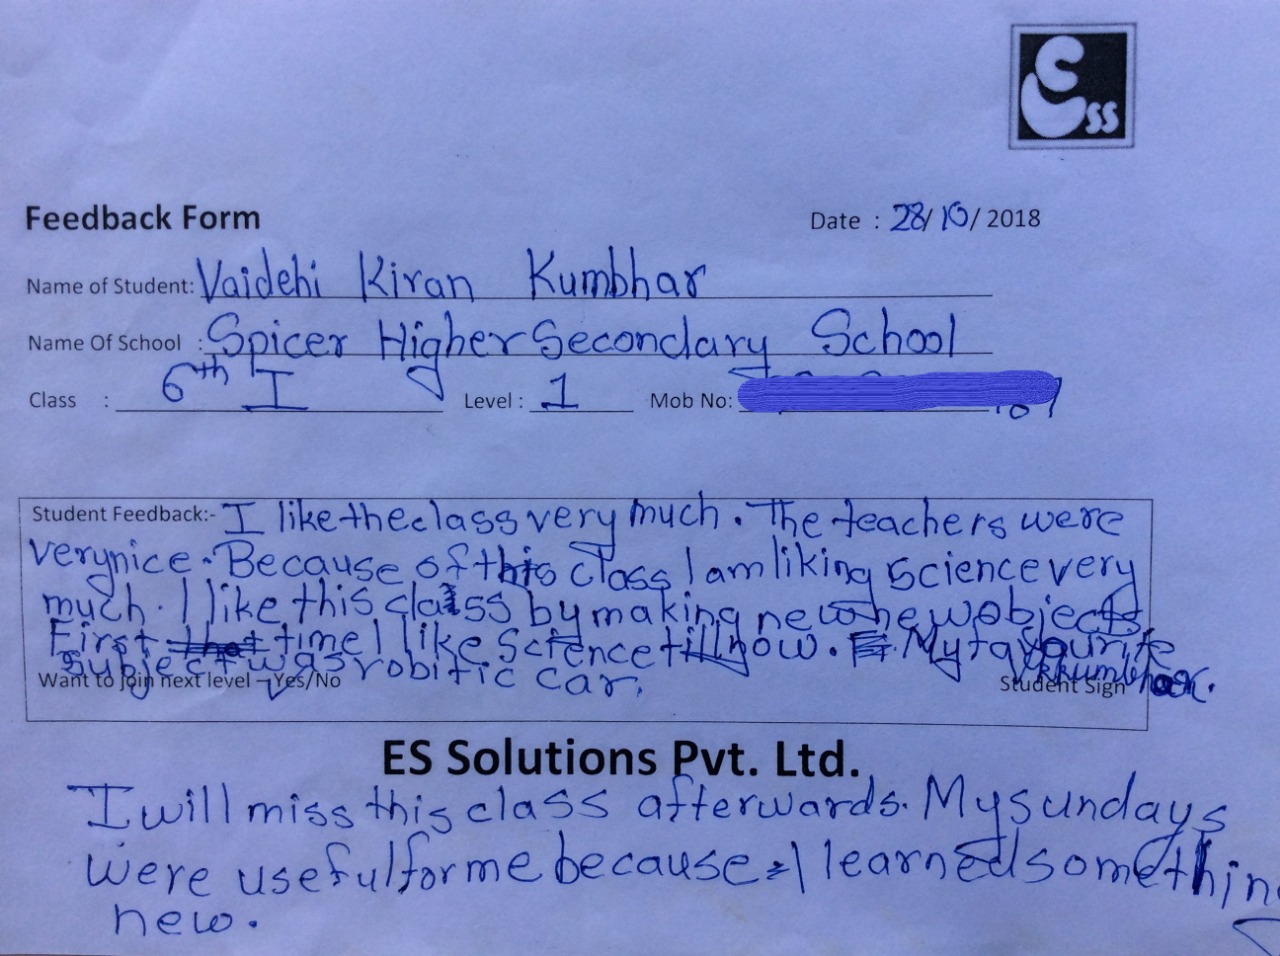 Ess
Feedback Form
Date : 28/10/2018
Name of Student: Vaidehi Kiran Kumbhar
Name Of School : Spicer Higher Secondary School
Class : 6th I Level : 1 Mob No:
Student Feedback:- I like the class very much. The teachers were
very nice. Because of this class I am liking science very
much. I like this class by making new new objects
First time I like Science till now. My favourite
subject was robitic car.
Want to join next level – Yes/No
Student Sign
ES Solutions Pvt. Ltd.
I will miss this class afterwards. My sundays
were useful for me because I learned something
new.